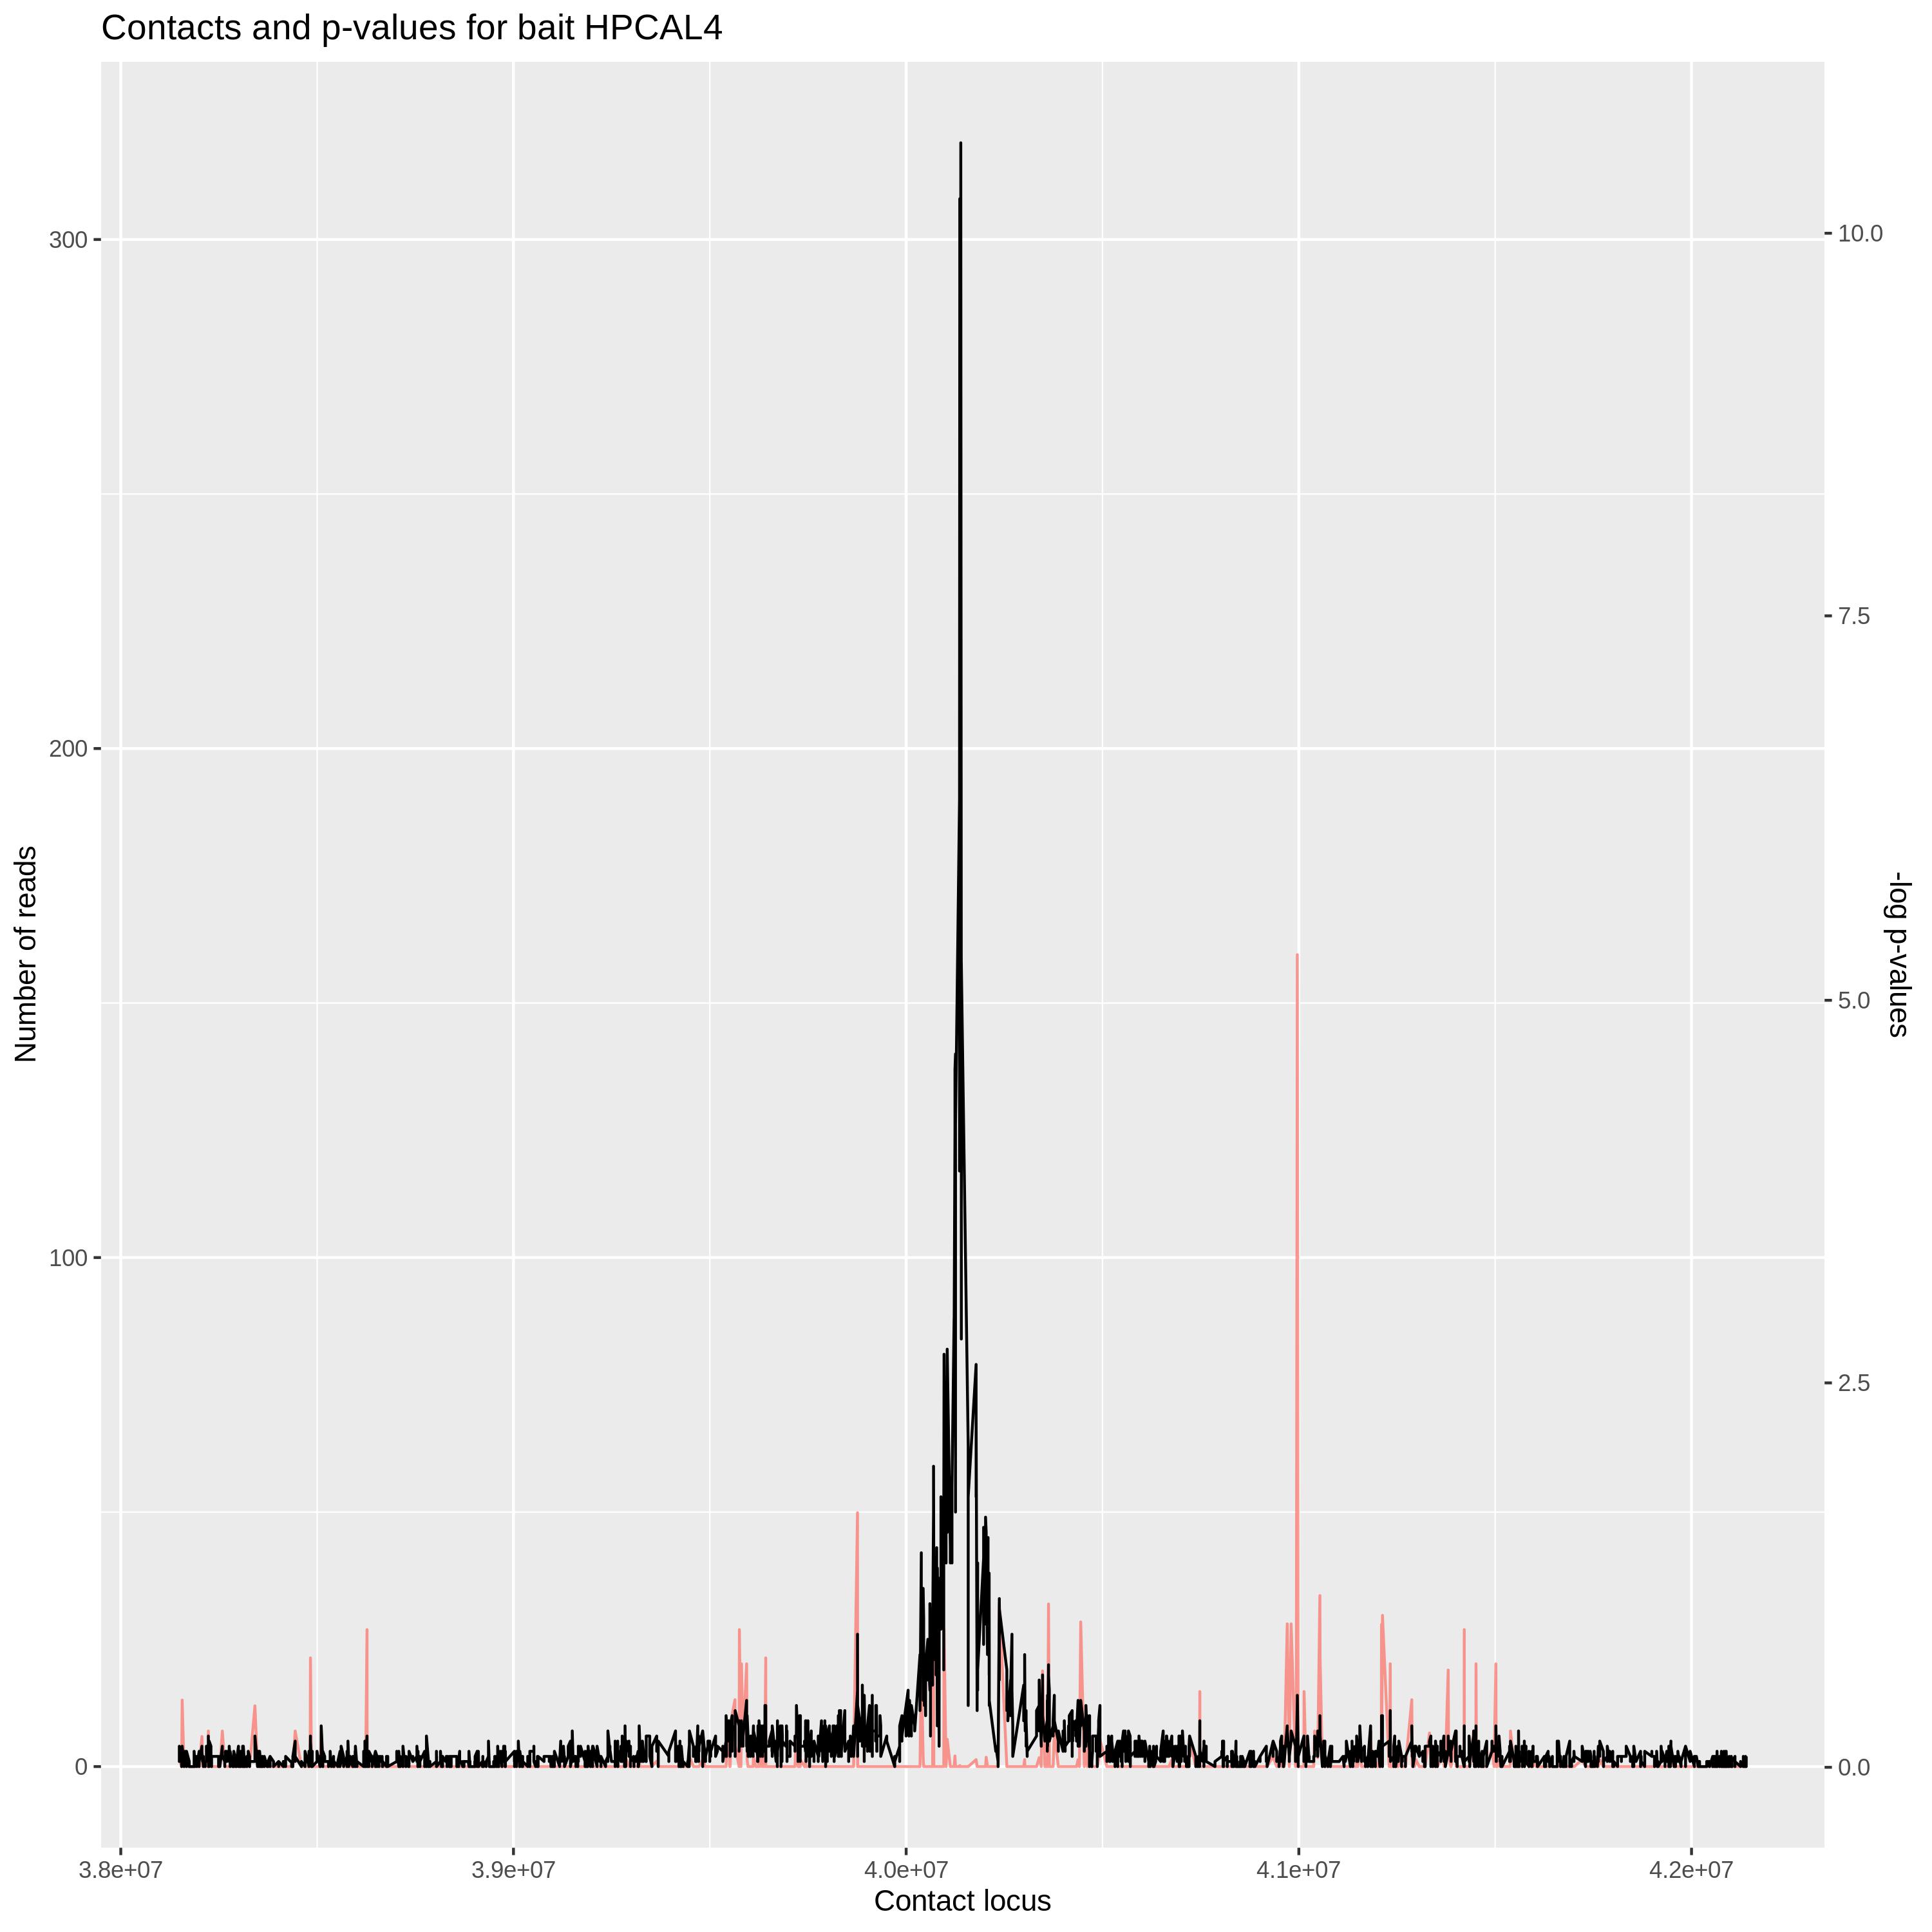 Contacts and p-values for bait HPCAL4
300
200
100
0
Number of reads
10.0
7.5
5.0
2.5
0.0
-log p-values
3.8e+07
3.9e+07
4.0e+07
4.1e+07
4.2e+07
Contact locus